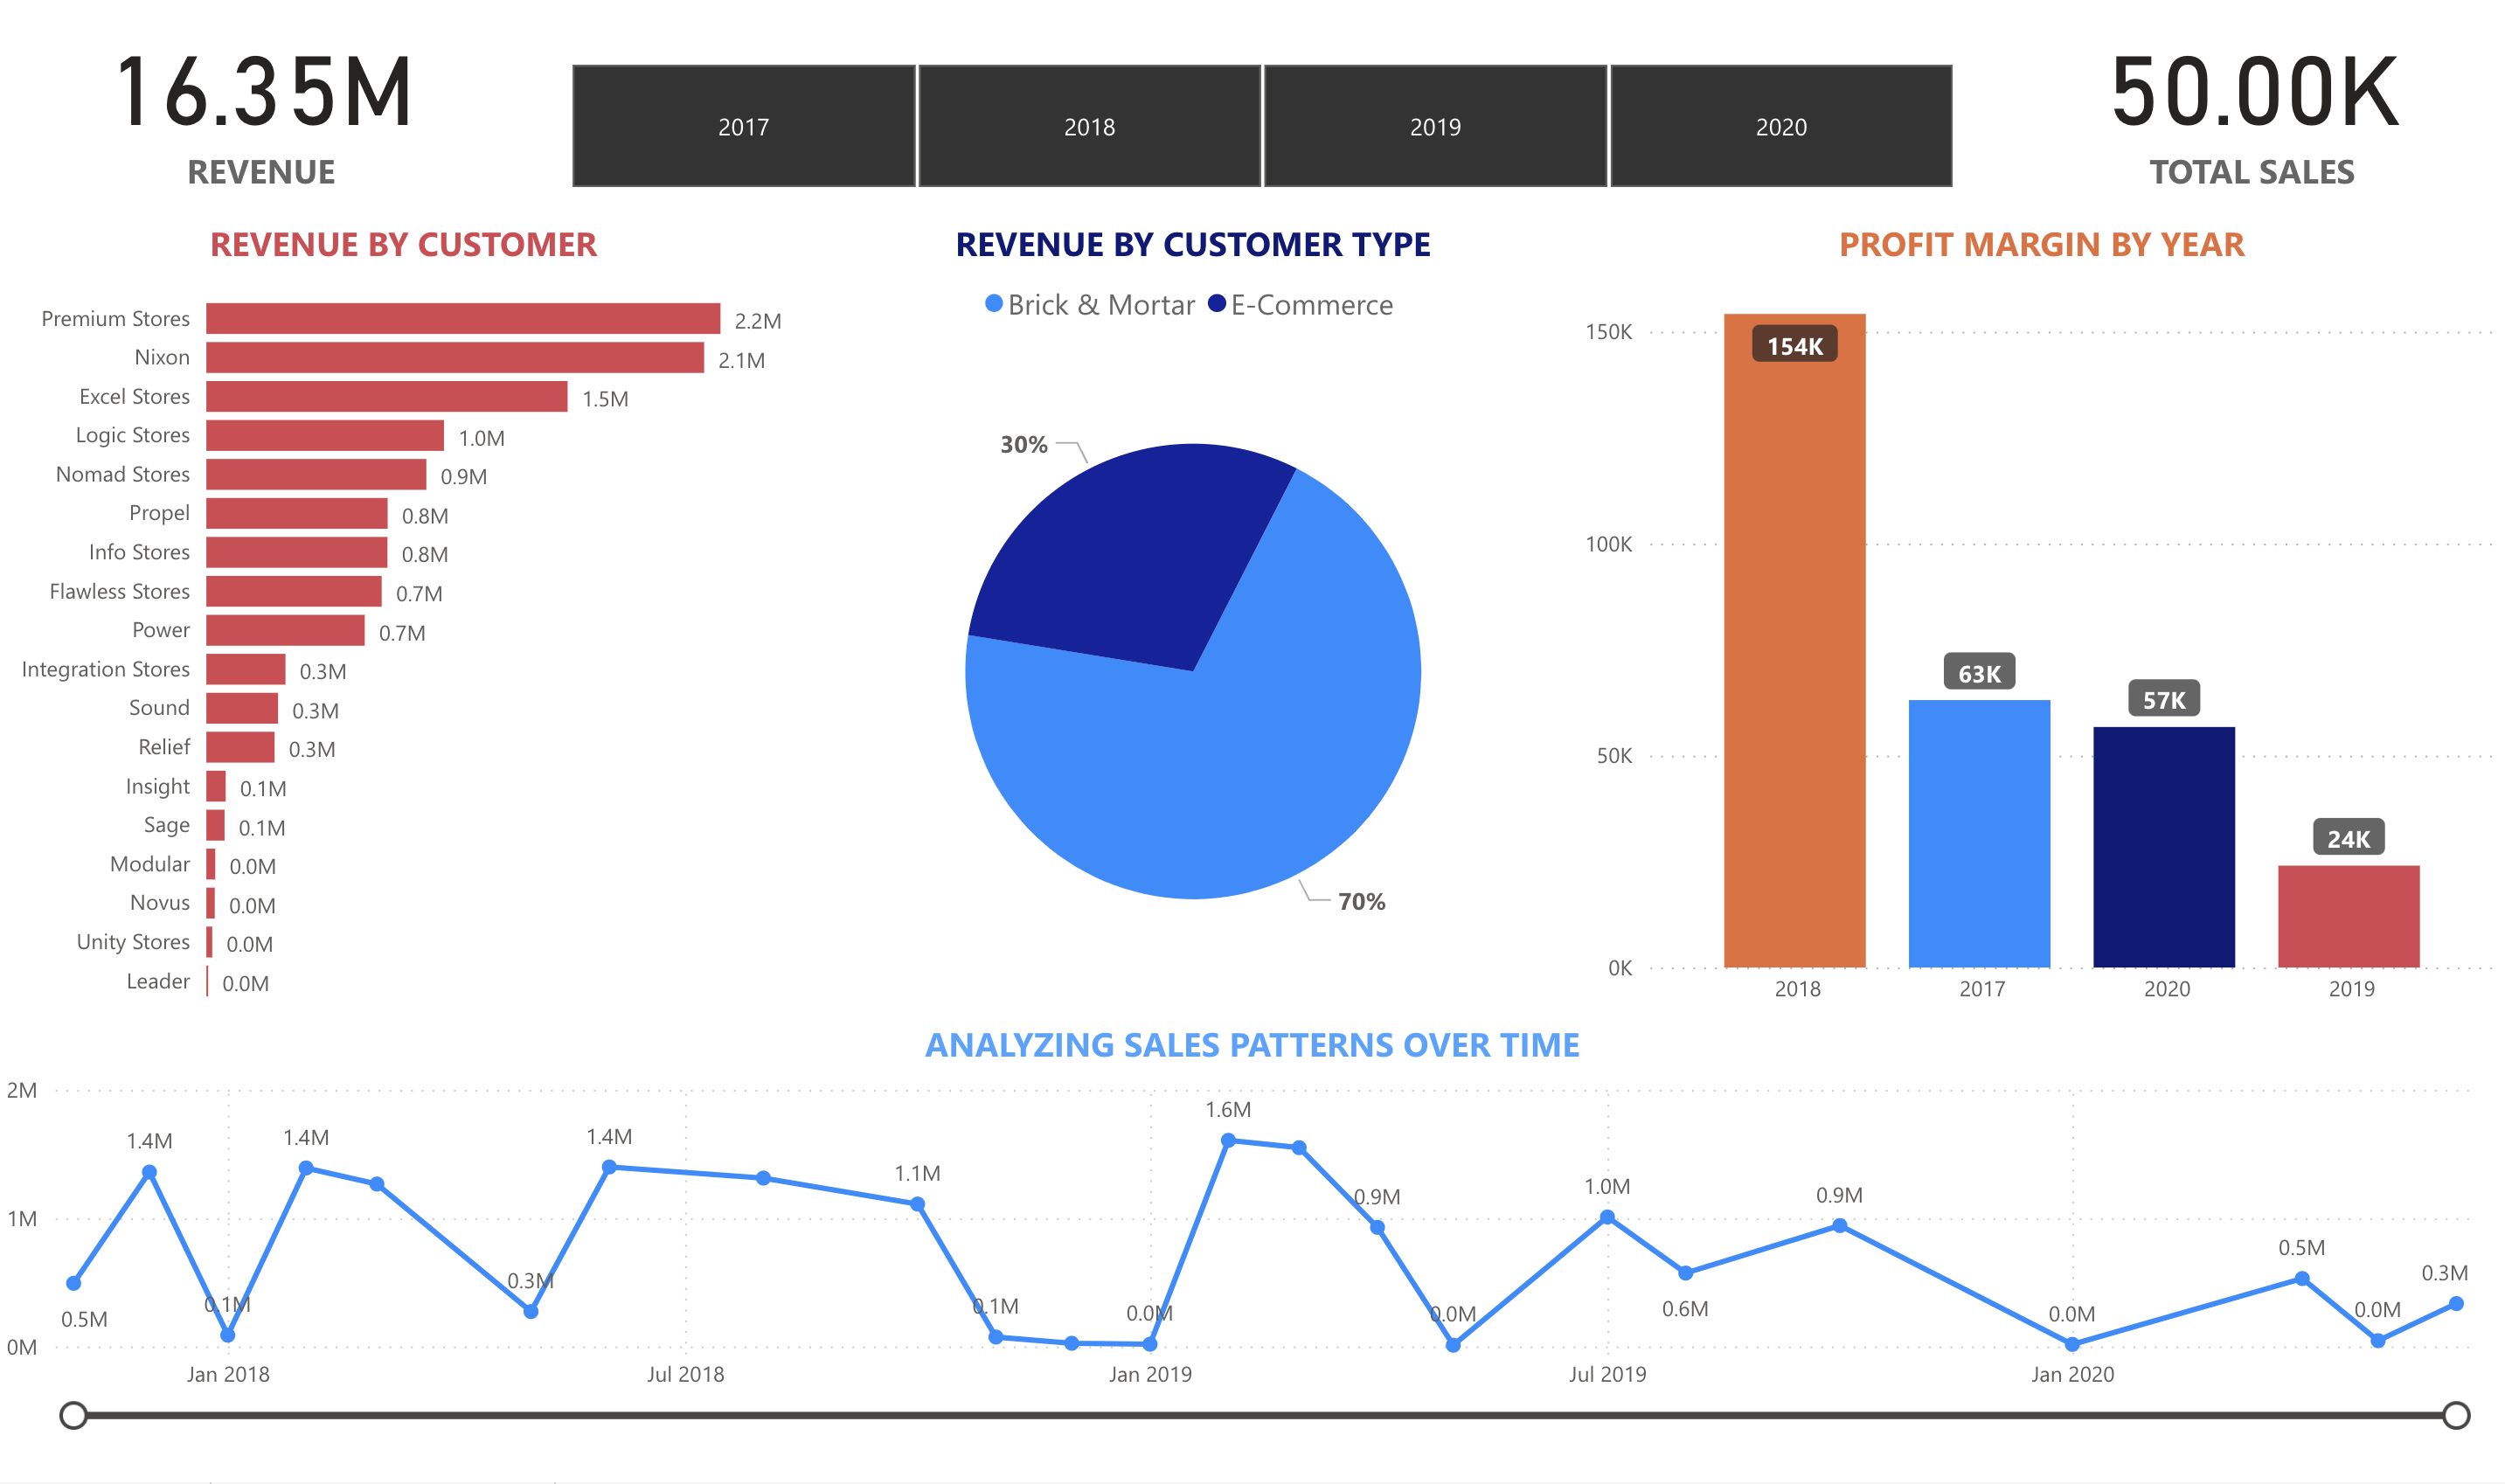 16.35M
REVENUE
2017 2018 2019 2020
50.00K
TOTAL SALES
REVENUE BY CUSTOMER
Premium Stores 2.2M
Nixon 2.1M
Excel Stores 1.5M
Logic Stores 1.0M
Nomad Stores 0.9M
Propel 0.8M
Info Stores 0.8M
Flawless Stores 0.7M
Power 0.7M
Integration Stores 0.3M
Sound 0.3M
Relief 0.3M
Insight 0.1M
Sage 0.1M
Modular 0.0M
Novus 0.0M
Unity Stores 0.0M
Leader 0.0M
REVENUE BY CUSTOMER TYPE
Brick & Mortar E-Commerce
30%
70%
PROFIT MARGIN BY YEAR
150K
100K
50K
0K
154K
63K
57K
24K
2018 2017 2020 2019
ANALYZING SALES PATTERNS OVER TIME
2M
1M
0M
0.5M
1.4M
0.1M
1.4M
0.3M
1.4M
1.1M
0.1M
0.0M
1.6M
0.9M
0.0M
1.0M
0.6M
0.9M
0.0M
0.5M
0.0M
0.3M
Jan 2018 Jul 2018 Jan 2019 Jul 2019 Jan 2020